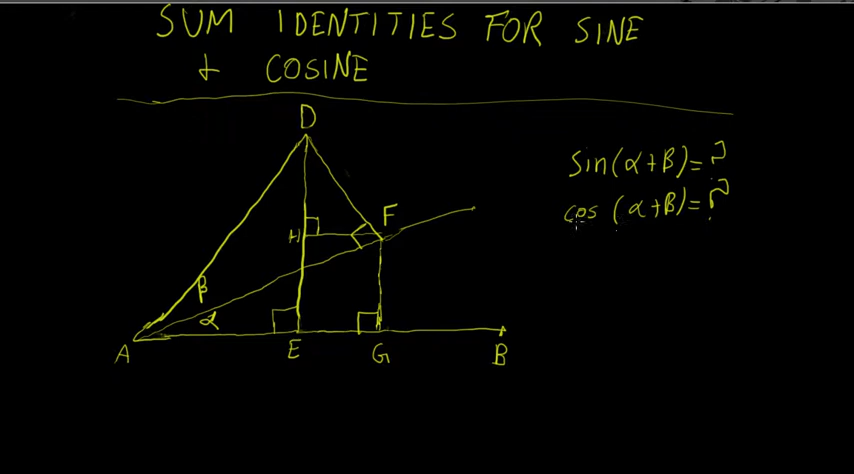 SUM IDENTITIES FOR SINE
+ COSINE
D
sin(α+β)=?
cos(α+β)=?
F
H
β
α
A E G B